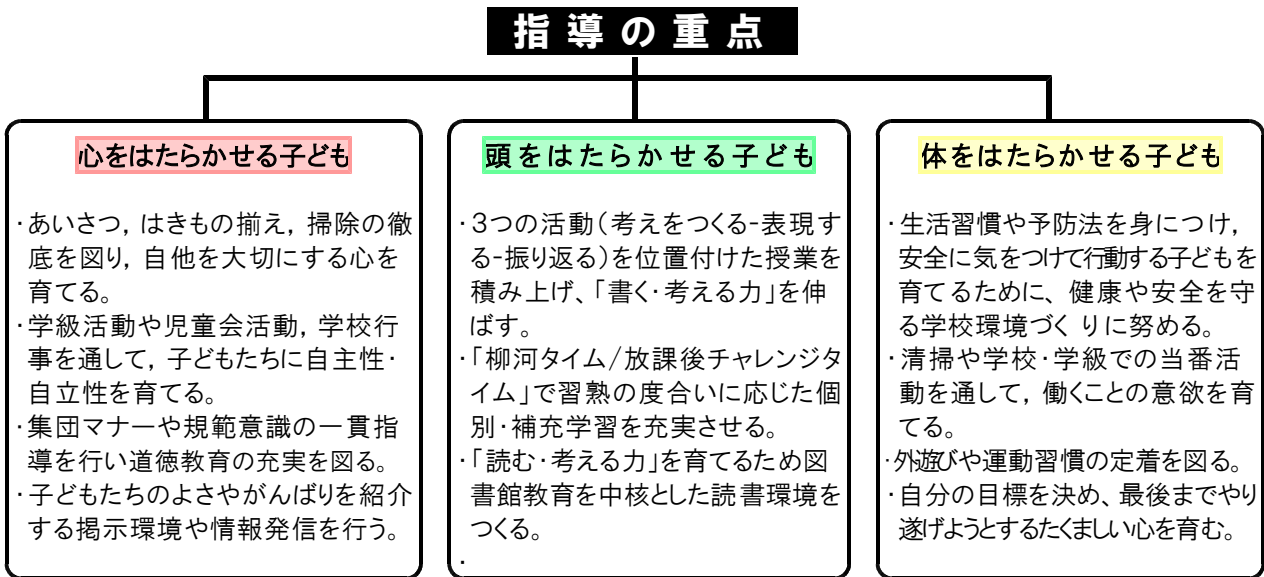 指導の重点
心をはたらかせる子ども
・あいさつ，はきもの揃え，掃除の徹
底を図り，自他を大切にする心を
育てる。
・学級活動や児童会活動，学校行
事を通して，子どもたちに自主性・
自立性を育てる。
・集団マナーや規範意識の一貫指
導を行い道徳教育の充実を図る。
・子どもたちのよさやがんばりを紹介
する掲示環境や情報発信を行う。
頭をはたらかせる子ども
・３つの活動（考えをつくる-表現す
る-振り返る）を位置付けた授業を
積み上げ、「書く・考える力」を伸
ばす。
・「柳河タイム/放課後チャレンジタ
イム」で習熟の度合いに応じた個
別・補充学習を充実させる。
・「読む・考える力」を育てるため図
書館教育を中核とした読書環境を
つくる。
・
体をはたらかせる子ども
・生活習慣や予防法を身につけ，
安全に気をつけて行動する子どもを
育てるために、健康や安全を守
る学校環境づくりに努める。
・清掃や学校・学級での当番活
動を通して，働くことの意欲を育
てる。
・外遊びや運動習慣の定着を図る。
・自分の目標を決め、最後までやり
遂げようとするたくましい心を育む。